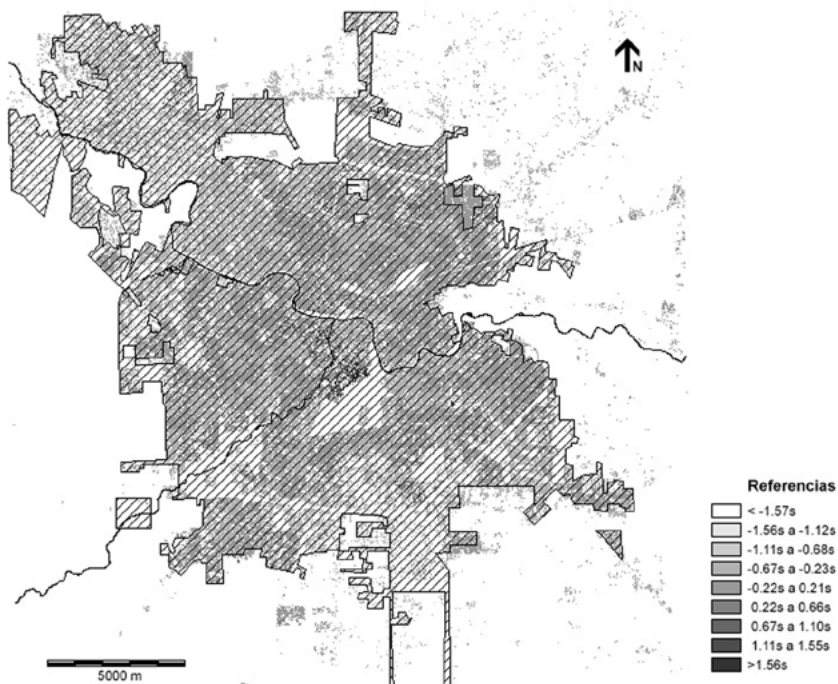 N
Referencias
< -1.57s
-1.56s a -1.12s
-1.11s a -0.68s
-0.67s a -0.23s
-0.22s a 0.21s
0.22s a 0.66s
0.67s a 1.10s
1.11s a 1.55s
>1.56s
5000 m